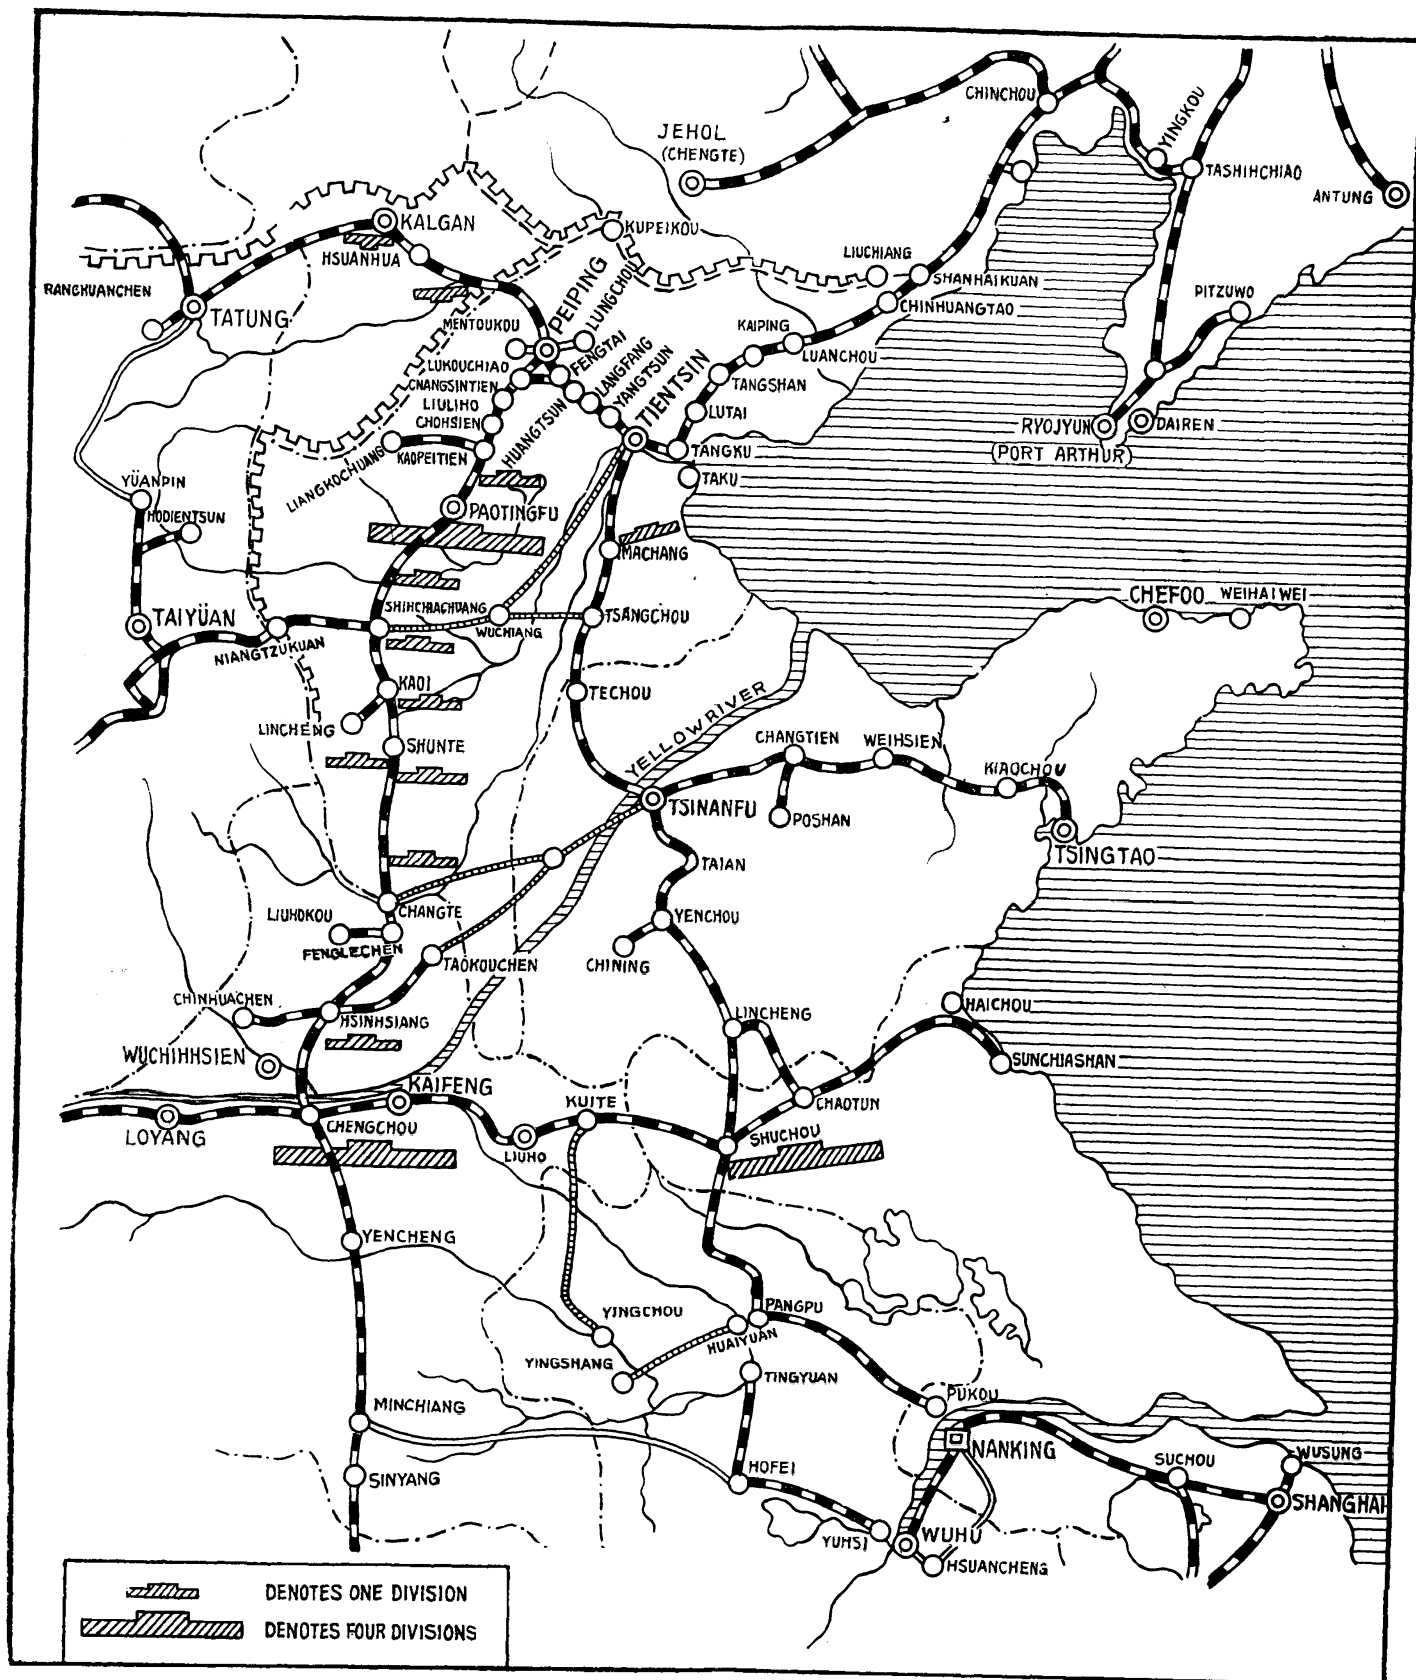 CHINCHOU
YINGKOU
JEHOL
(CHENGTE)
TASHIHCHIAO
ANTUNG
KALGAN
KUPEIKOU
HSUANHUA
LIUCHIANG
SHANHAIKUAN
PITZUWO
TATUNG
PEIPING
LUNGCHOU
CHINHUANGTAO
MENTOUKOU
KAIPING
LUANCHOU
LUKOUCHIAO
FENGTAI
LANGFANG
YANGTSUN
TIENTSIN
CNANGSINTIEN
TANGSHAN
LIULIHO
LUTAI
CHOHSIEN
HUANGTSUN
RYOJYUN
(PORT ARTHUR)
DAIREN
LIANGKOCHUANG
KAOPEITIEN
TANGKU
TAKU
YÜANPIN
HODIENTSUN
PAOTINGFU
MACHANG
CHEFOO
WEIHAIWEI
TAIYÜAN
SHIHCHIACHUANG
WUCHIANG
TSANGCHOU
NIANGTZUKUAN
KAOI
TECHOU
YELLOW RIVER
LINCHENG
SHUNTE
CHANGTIEN
WEIHSIEN
KIAOCHOU
TSINANFU
POSHAN
TSINGTAO
TAIAN
LIUHOKOU
CHANGTE
YENCHOU
FENGLECHEN
TAOKOUCHEN
CHINING
CHINHUACHEN
HSINHSIANG
LINCHENG
HAICHOU
WUCHIHHSIEN
SUNCHIASHAN
KAIFENG
KUITE
CHAOTUN
LOYANG
CHENGCHOU
LIUHO
SHUCHOU
YENCHENG
YINGCHOU
PANGPU
HUAIYUAN
YINGSHANG
TINGYUAN
MINCHIANG
PUKOU
NANKING
SUCHOU
WUSUNG
SINYANG
HOFEI
SHANGHAI
YUHSI
WUHU
HSUANCHENG
DENOTES ONE DIVISION
DENOTES FOUR DIVISIONS